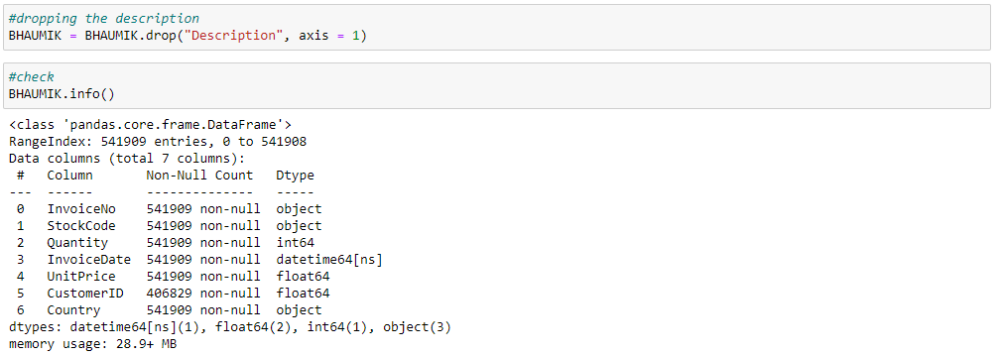 #dropping the description
BHAUMIK = BHAUMIK.drop("Description", axis = 1)
#check
BHAUMIK.info()
<class 'pandas.core.frame.DataFrame'>
RangeIndex: 541909 entries, 0 to 541908
Data columns (total 7 columns):
 #   Column       Non-Null Count   Dtype
---  ------       --------------   -----
 0   InvoiceNo    541909 non-null  object
 1   StockCode    541909 non-null  object
 2   Quantity     541909 non-null  int64
 3   InvoiceDate  541909 non-null  datetime64[ns]
 4   UnitPrice    541909 non-null  float64
 5   CustomerID   406829 non-null  float64
 6   Country      541909 non-null  object
dtypes: datetime64[ns](1), float64(2), int64(1), object(3)
memory usage: 28.9+ MB